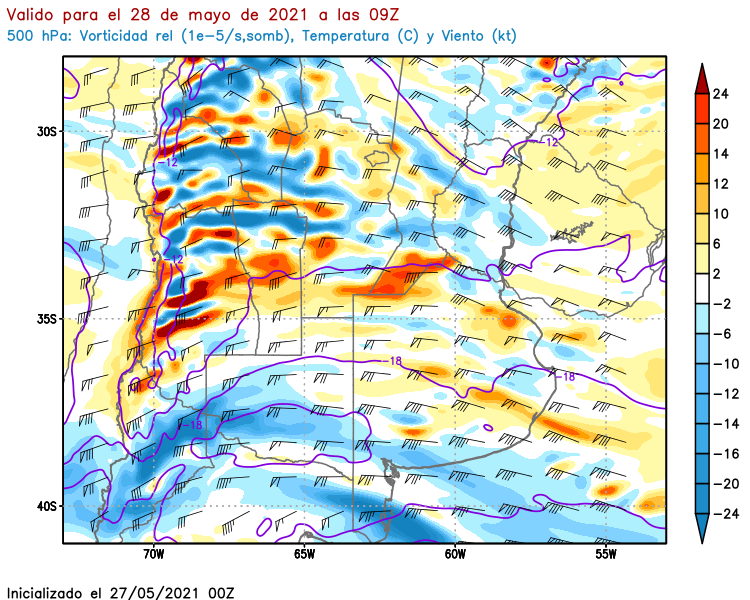 Valido para el 28 de mayo de 2021 a las 09Z
500 hPa: Vorticidad rel (1e-5/s,somb), Temperatura (C) y Viento (kt)
30S
35S
40S
70W
65W
60W
55W
-12
-12
-12
-18
-18
-18
24
20
14
12
10
6
2
-2
-6
-10
-12
-14
-16
-20
-24
Inicializado el 27/05/2021 00Z